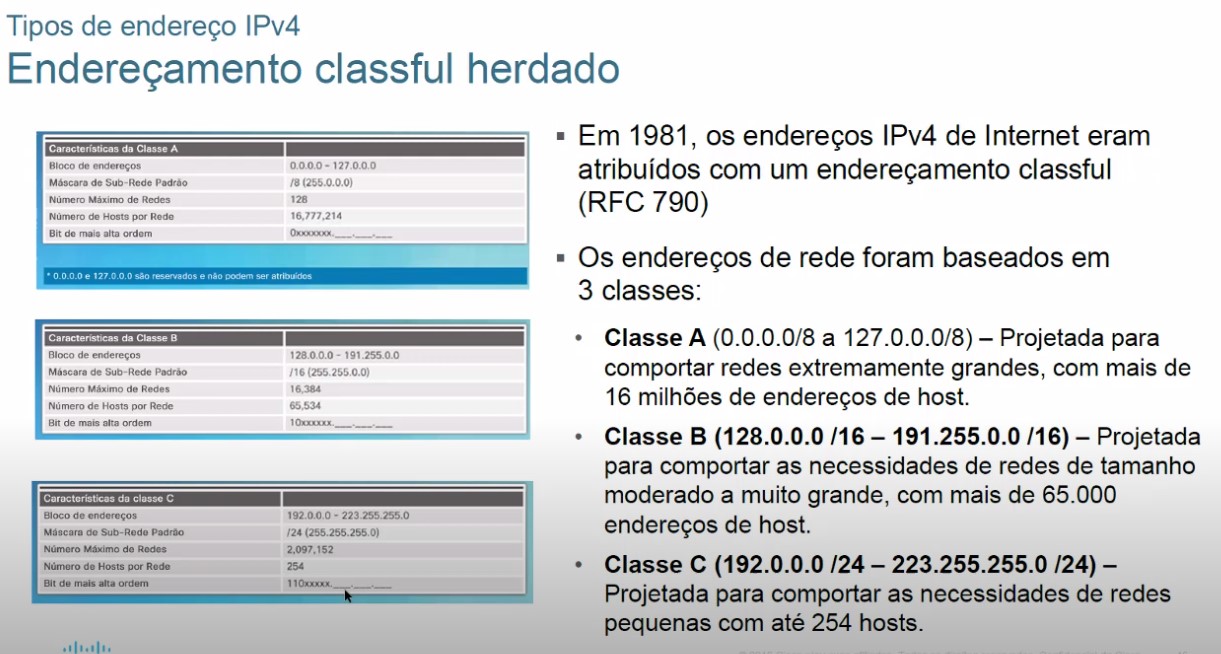 Tipos de endereço IPv4
Endereçamento classful herdado
Características da Classe A
Bloco de endereços 0.0.0.0 - 127.0.0.0
Máscara de Sub-Rede Padrão /8 (255.0.0.0)
Número Máximo de Redes 128
Número de Hosts por Rede 16,777,214
Bit de mais alta ordem 0xxxxxxx.___.___.___
* 0.0.0.0 e 127.0.0.0 são reservados e não podem ser atribuídos
Características da Classe B
Bloco de endereços 128.0.0.0 - 191.255.0.0
Máscara de Sub-Rede Padrão /16 (255.255.0.0)
Número Máximo de Redes 16,384
Número de Hosts por Rede 65,534
Bit de mais alta ordem 10xxxxxx.___.___.___
Características da classe C
Bloco de endereços 192.0.0.0 - 223.255.255.0
Máscara de Sub-Rede Padrão /24 (255.255.255.0)
Número Máximo de Redes 2,097,152
Número de Hosts por Rede 254
Bit de mais alta ordem 110xxxxx.___.___.___
▪ Em 1981, os endereços IPv4 de Internet eram
atribuídos com um endereçamento classful
(RFC 790)
▪ Os endereços de rede foram baseados em
3 classes:
• Classe A (0.0.0.0/8 a 127.0.0.0/8) – Projetada para
comportar redes extremamente grandes, com mais de
16 milhões de endereços de host.
• Classe B (128.0.0.0 /16 – 191.255.0.0 /16) – Projetada
para comportar as necessidades de redes de tamanho
moderado a muito grande, com mais de 65.000
endereços de host.
• Classe C (192.0.0.0 /24 – 223.255.255.0 /24) –
Projetada para comportar as necessidades de redes
pequenas com até 254 hosts.